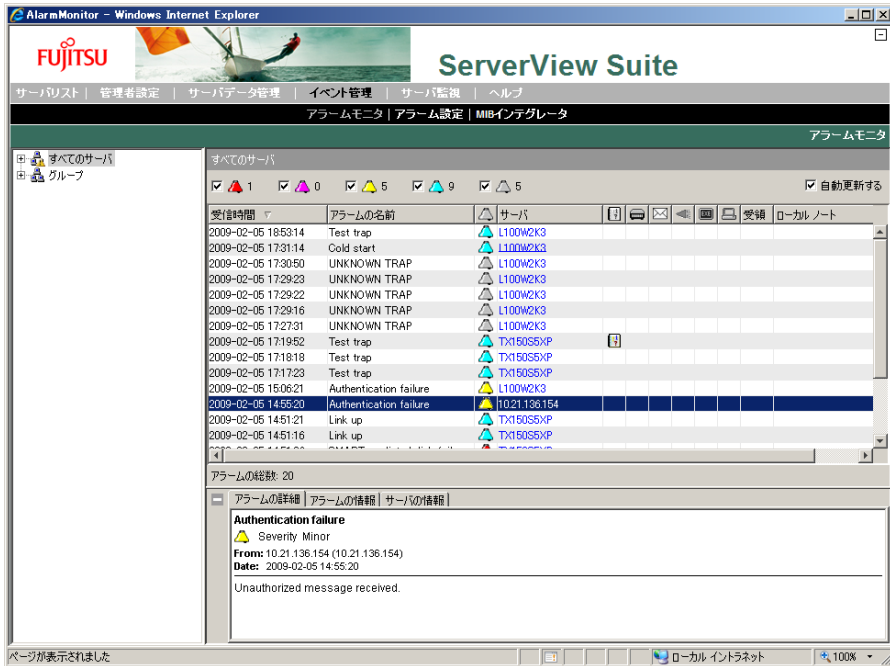 AlarmMonitor - Windows Internet Explorer
FUJITSU
ServerView Suite
サーバリスト | 管理者設定 | サーバデータ管理 | イベント管理 | サーバ監視 | ヘルプ
アラームモニタ | アラーム設定 | MIBインテグレータ
アラームモニタ
すべてのサーバ
グループ
すべてのサーバ
1 0 5 9 5 自動更新する
受信時間 アラームの名前 サーバ 受領 ローカル ノート
2009-02-05 18:53:14 Test trap L100W2K3
2009-02-05 17:31:14 Cold start L100W2K3
2009-02-05 17:30:50 UNKNOWN TRAP L100W2K3
2009-02-05 17:29:23 UNKNOWN TRAP L100W2K3
2009-02-05 17:29:22 UNKNOWN TRAP L100W2K3
2009-02-05 17:29:16 UNKNOWN TRAP L100W2K3
2009-02-05 17:27:31 UNKNOWN TRAP L100W2K3
2009-02-05 17:19:52 Test trap TX150S5XP
2009-02-05 17:18:18 Test trap TX150S5XP
2009-02-05 17:17:23 Test trap TX150S5XP
2009-02-05 15:06:21 Authentication failure L100W2K3
2009-02-05 14:55:20 Authentication failure 10.21.136.154
2009-02-05 14:51:21 Link up TX150S5XP
2009-02-05 14:51:16 Link up TX150S5XP
アラームの総数: 20
アラームの詳細 アラームの情報 サーバの情報
Authentication failure
Severity Minor
From: 10.21.136.154 (10.21.136.154)
Date: 2009-02-05 14:55:20
Unauthorized message received.
ページが表示されました ローカル イントラネット 100%